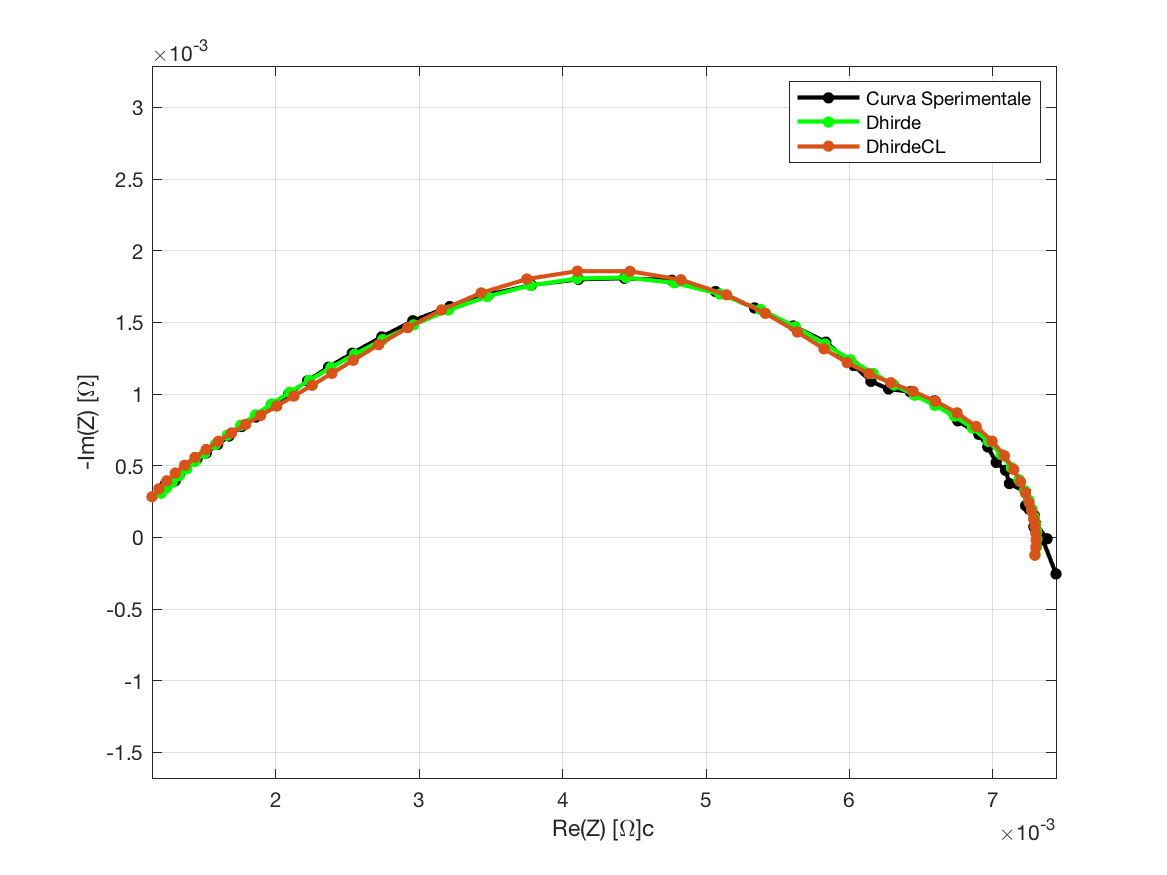 ×10-3
3
2.5
2
1.5
1
0.5
0
-0.5
-1
-1.5
-Im(Z) [Ω]
Curva Sperimentale
Dhirde
DhirdeCL
2 3 4 5 6 7
Re(Z) [Ω]c
×10-3